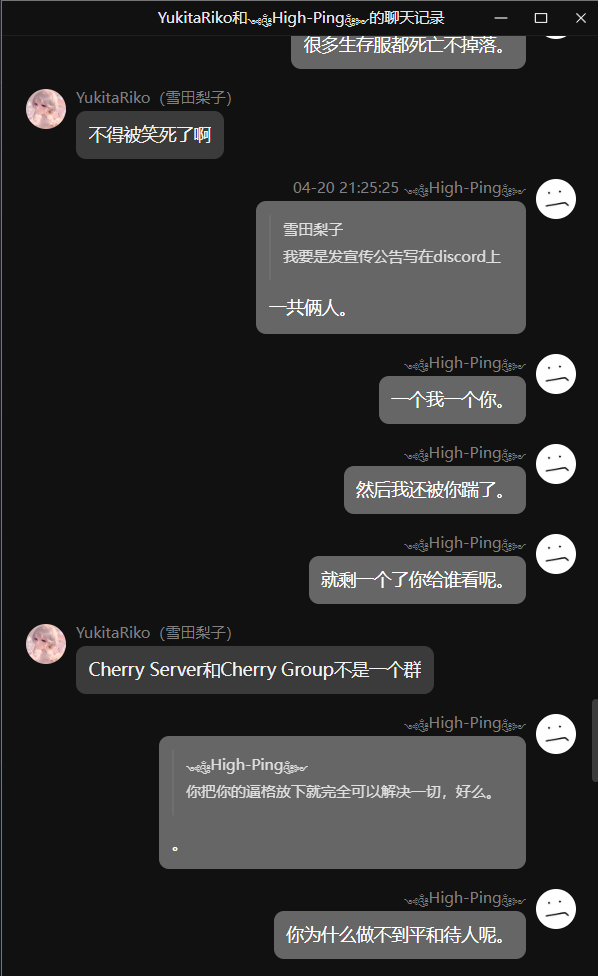 YukitaRiko和ঞ্High-Pingঞ্的聊天记录
很多生存服都死亡不掉落。
YukitaRiko（雪田梨子）
不得被笑死了啊
04-20 21:25:25 High-Ping
雪田梨子
我要是发宣传公告写在discord上
一共俩人。
High-Ping
一个我一个你。
High-Ping
然后我还被你踹了。
High-Ping
就剩一个了你给谁看呢。
YukitaRiko（雪田梨子）
Cherry Server和Cherry Group不是一个群
High-Ping
High-Ping
你把你的逼格放下就完全可以解决一切，好么。
。
High-Ping
你为什么做不到平和待人呢。